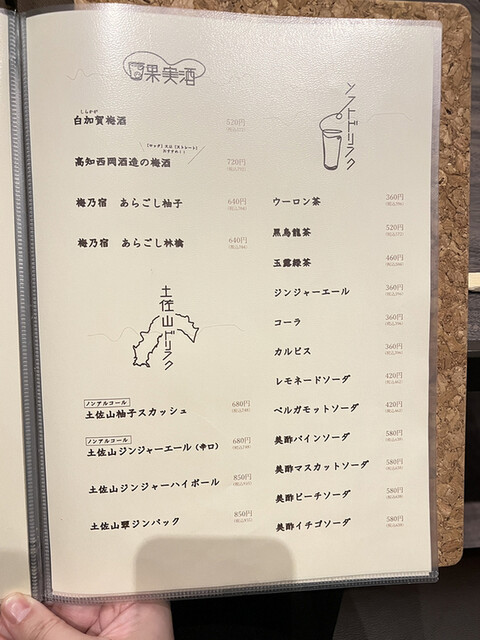 果実酒
しらかが
白加賀梅酒 520円
高知西岡酒造の梅酒 720円
梅乃宿 あらごし柚子 640円
梅乃宿 あらごし林檎 640円
土佐山ドリンク
ノンアルコール
土佐山柚子スカッシュ 680円
ノンアルコール
土佐山ジンジャーエール(辛口) 680円
土佐山ジンジャーハイボール 850円
土佐山翠ジンバック 850円
ソフトドリンク
ウーロン茶 360円
黒烏龍茶 520円
玉露緑茶 460円
ジンジャーエール 360円
コーラ 360円
カルピス 360円
レモネードソーダ 420円
ベルガモットソーダ 420円
美酢パインソーダ 580円
美酢マスカットソーダ 580円
美酢ピーチソーダ 580円
美酢イチゴソーダ 580円